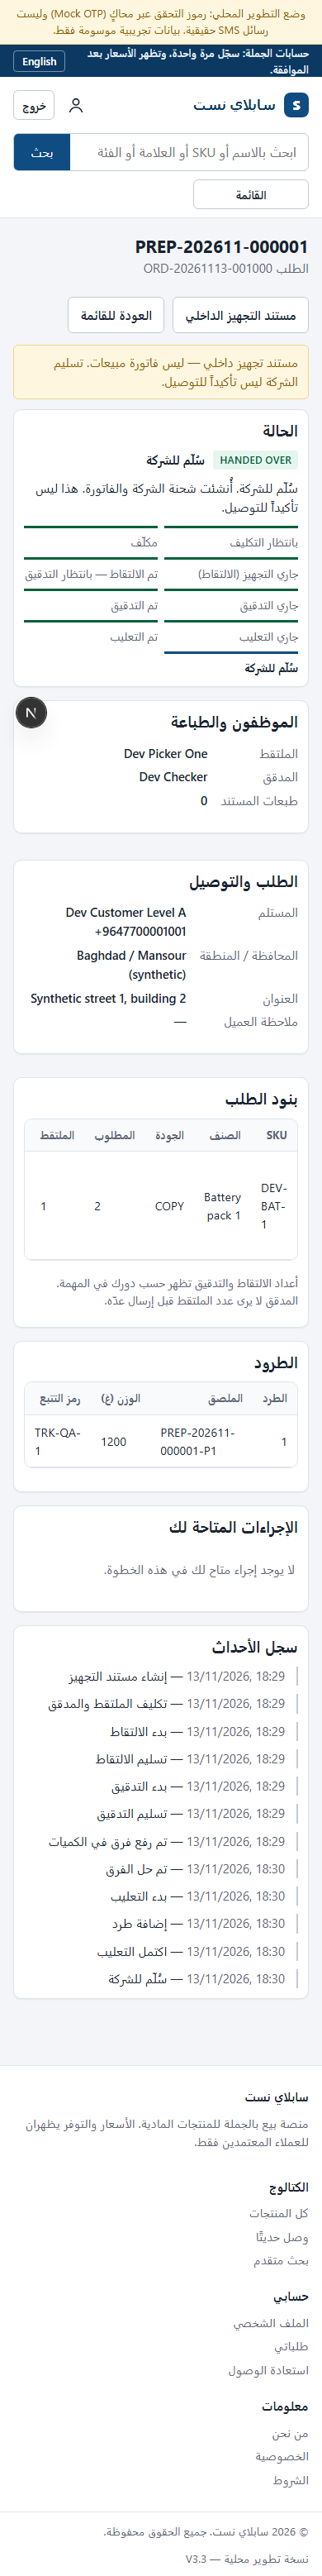 وضع التطوير المحلي: رموز التحقق عبر محاكٍ (Mock OTP) وليست
رسائل SMS حقيقية. بيانات تجريبية موسومة فقط.
حسابات الجملة: سجّل مرة واحدة، وتظهر الأسعار بعد
الموافقة.
English
S
سابلاي نست
خروج
ابحث بالاسم أو SKU أو العلامة أو الفئة
بحث
القائمة
PREP-202611-000001
الطلب ORD-20261113-001000
مستند التجهيز الداخلي
العودة للقائمة
مستند تجهيز داخلي — ليس فاتورة مبيعات. تسليم
الشركة ليس تأكيداً للتوصيل.
الحالة
HANDED OVER سُلّم للشركة
سُلّم للشركة. أُنشئت شحنة الشركة والفاتورة. هذا ليس
تأكيداً للتوصيل.
بانتظار التكليف
مكلّف
جاري التجهيز (الالتقاط)
تم الالتقاط — بانتظار التدقيق
جاري التدقيق
تم التدقيق
جاري التعليب
تم التعليب
سُلّم للشركة
N
الموظفون والطباعة
الملتقط Dev Picker One
المدقق Dev Checker
طبعات المستند 0
الطلب والتوصيل
المستلم Dev Customer Level A
+9647700001001
المحافظة / المنطقة Baghdad / Mansour
(synthetic)
العنوان Synthetic street 1, building 2
ملاحظة العميل —
بنود الطلب
SKU الصنف الجودة المطلوب الملتقط
DEV-
BAT-
1
Battery
pack 1
COPY
2
1
أعداد الالتقاط والتدقيق تظهر حسب دورك في المهمة.
المدقق لا يرى عدد الملتقط قبل إرسال عدّه.
الطرود
الطرد الملصق الوزن (غ) رمز التتبع
1
PREP-202611-
000001-P1
1200
TRK-QA-
1
الإجراءات المتاحة لك
لا يوجد إجراء متاح لك في هذه الخطوة.
سجل الأحداث
13/11/2026, 18:29 — إنشاء مستند التجهيز
13/11/2026, 18:29 — تكليف الملتقط والمدقق
13/11/2026, 18:29 — بدء الالتقاط
13/11/2026, 18:29 — تسليم الالتقاط
13/11/2026, 18:29 — بدء التدقيق
13/11/2026, 18:29 — تسليم التدقيق
13/11/2026, 18:29 — تم رفع فرق في الكميات
13/11/2026, 18:30 — تم حل الفرق
13/11/2026, 18:30 — بدء التعليب
13/11/2026, 18:30 — إضافة طرد
13/11/2026, 18:30 — اكتمل التعليب
13/11/2026, 18:30 — سُلّم للشركة
سابلاي نست
منصة بيع بالجملة للمنتجات المادية. الأسعار والتوفر يظهران
للعملاء المعتمدين فقط.
الكتالوج
كل المنتجات
وصل حديثًا
بحث متقدم
حسابي
الملف الشخصي
طلباتي
استعادة الوصول
معلومات
من نحن
الخصوصية
الشروط
© 2026 سابلاي نست. جميع الحقوق محفوظة.
نسخة تطوير محلية — V3.3